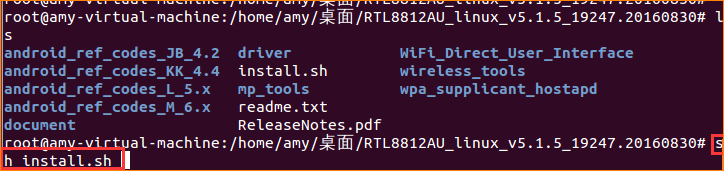 root@amy-virtual-machine:/home/amy/桌面/RTL8812AU_linux_v5.1.5_19247.20160830# l
s
android_ref_codes_JB_4.2 driver WiFi_Direct_User_Interface
android_ref_codes_KK_4.4 install.sh wireless_tools
android_ref_codes_L_5.x mp_tools wpa_supplicant_hostapd
android_ref_codes_M_6.x readme.txt
document ReleaseNotes.pdf
root@amy-virtual-machine:/home/amy/桌面/RTL8812AU_linux_v5.1.5_19247.20160830# s
h install.sh